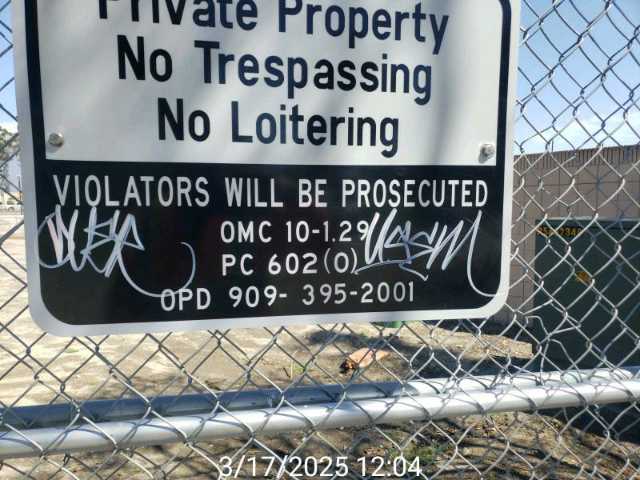 Private Property
No Trespassing
No Loitering
VIOLATORS WILL BE PROSECUTED
OMC 10-1.29
PC 602(O)
OPD 909- 395-2001
3/17/2025 12:04